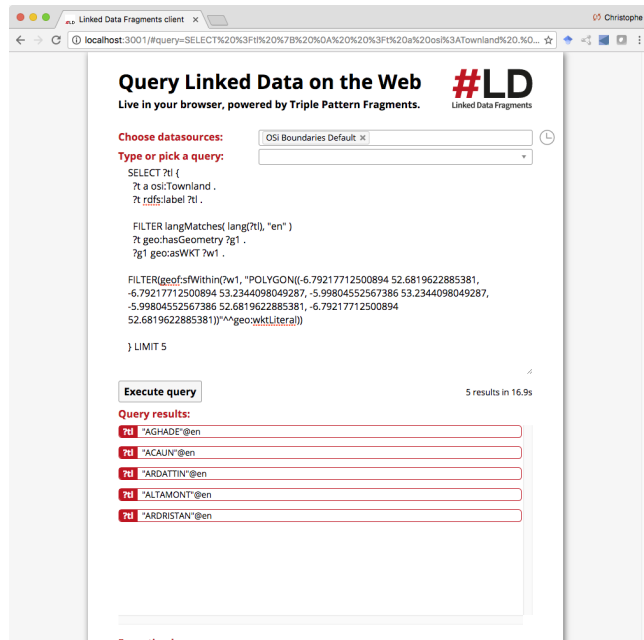 #LD Linked Data Fragments client ×
Christophe
localhost:3001/#query=SELECT%20%3Ftl%20%7B%20%0A%20%20%3Ft%20a%20osi%3ATownland%20.%0...
Query Linked Data on the Web
Live in your browser, powered by Triple Pattern Fragments.
#LD
Linked Data Fragments
Choose datasources:
OSi Boundaries Default ×
Type or pick a query:
SELECT ?tl {
?t a osi:Townland .
?t rdfs:label ?tl .
FILTER langMatches( lang(?tl), "en" )
?t geo:hasGeometry ?g1 .
?g1 geo:asWKT ?w1 .
FILTER(geof:sfWithin(?w1, "POLYGON((-6.79217712500894 52.6819622885381,
-6.79217712500894 53.2344098049287, -5.99804552567386 53.2344098049287,
-5.99804552567386 52.6819622885381, -6.79217712500894
52.6819622885381))"^^geo:wktLiteral))
} LIMIT 5
Execute query
5 results in 16.9s
Query results:
?tl "AGHADE"@en
?tl "ACAUN"@en
?tl "ARDATTIN"@en
?tl "ALTAMONT"@en
?tl "ARDRISTAN"@en